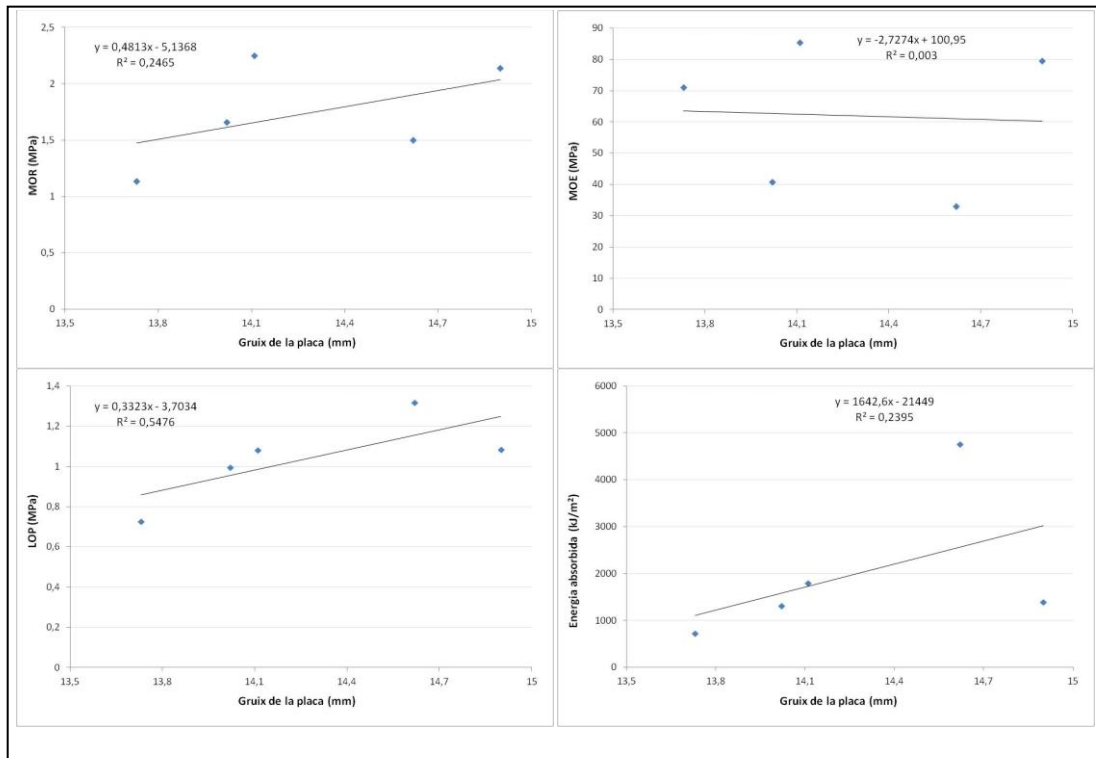 y = 0,4813x - 5,1368
R² = 0,2465
MOR (MPa)
2,5
2
1,5
1
0,5
0
13,5 13,8 14,1 14,4 14,7 15
Gruix de la placa (mm)
y = -2,7274x + 100,95
R² = 0,003
MOE (MPa)
90
80
70
60
50
40
30
20
10
0
13,5 13,8 14,1 14,4 14,7 15
Gruix de la placa (mm)
y = 0,3323x - 3,7034
R² = 0,5476
LOP (MPa)
1,4
1,2
1
0,8
0,6
0,4
0,2
0
13,5 13,8 14,1 14,4 14,7 15
Gruix de la placa (mm)
y = 1642,6x - 21449
R² = 0,2395
Energia absorbida (kJ/m²)
6000
5000
4000
3000
2000
1000
0
13,5 13,8 14,1 14,4 14,7 15
Gruix de la placa (mm)